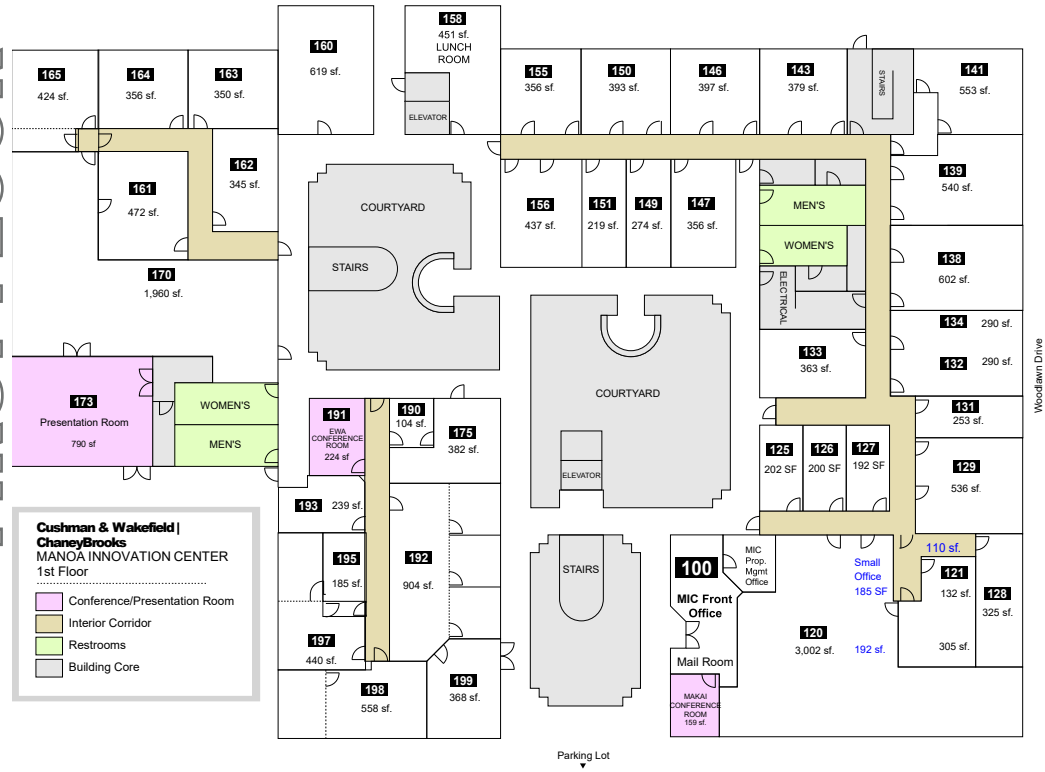 158
451 sf.
LUNCH
ROOM
160
619 sf.
165
424 sf.
164
356 sf.
163
350 sf.
155
356 sf.
150
393 sf.
146
397 sf.
143
379 sf.
STAIRS
141
553 sf.
ELEVATOR
162
345 sf.
161
472 sf.
COURTYARD
STAIRS
156
437 sf.
151
219 sf.
149
274 sf.
147
356 sf.
MEN'S
WOMEN'S
ELECTRICAL
139
540 sf.
138
602 sf.
170
1,960 sf.
134
290 sf.
132
290 sf.
133
363 sf.
Woodlawn Drive
173
Presentation Room
790 sf
WOMEN'S
MEN'S
191
EWA
CONFERENCE
ROOM
224 sf
190
104 sf.
175
382 sf.
COURTYARD
ELEVATOR
131
253 sf.
125
202 SF
126
200 SF
127
192 SF
129
536 sf.
193
239 sf.
195
185 sf.
192
904 sf.
197
440 sf.
198
558 sf.
199
368 sf.
STAIRS
100
MIC Front
Office
MIC
Prop.
Mgmt
Office
Mail Room
MAKAI
CONFERENCE
ROOM
159 sf.
Small
Office
185 SF
110 sf.
121
132 sf.
128
325 sf.
120
3,002 sf.
192 sf.
305 sf.
Cushman & Wakefield |
ChaneyBrooks
MANOA INNOVATION CENTER
1st Floor
Conference/Presentation Room
Interior Corridor
Restrooms
Building Core
Parking Lot